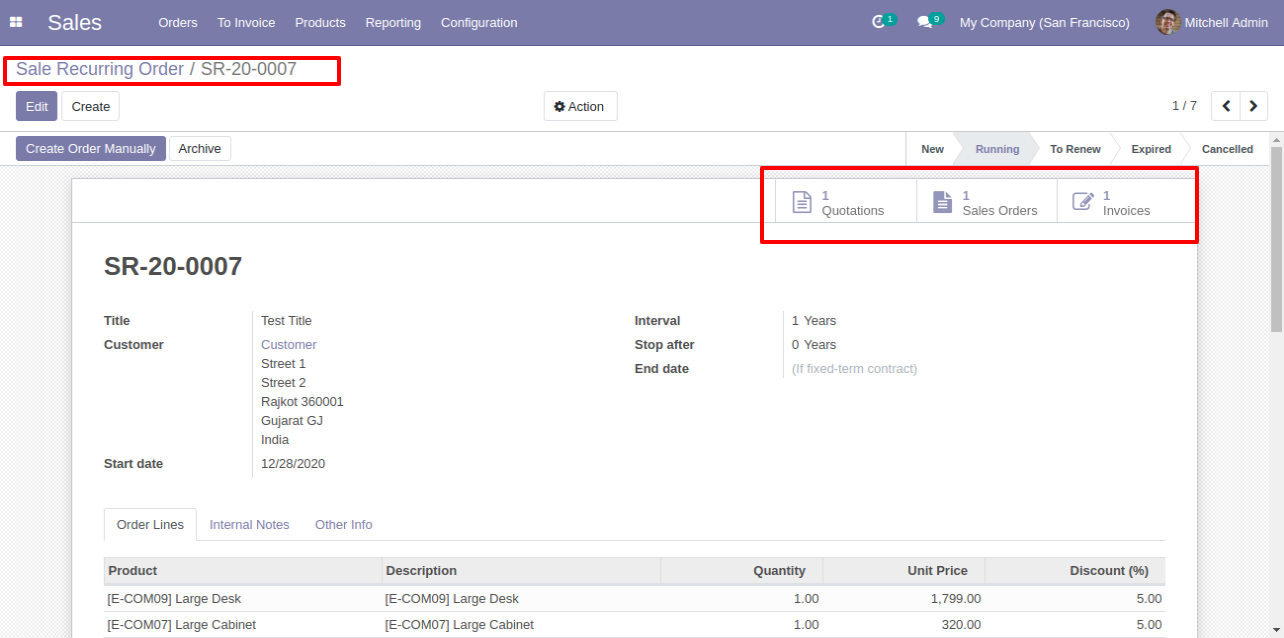 Sales Orders To Invoice Products Reporting Configuration 1 9 My Company (San Francisco) Mitchell Admin
Sale Recurring Order / SR-20-0007
Edit Create Action 1 / 7
Create Order Manually Archive New Running To Renew Expired Cancelled
1 Quotations
1 Sales Orders
1 Invoices
SR-20-0007
Title Test Title
Customer Customer
Street 1
Street 2
Rajkot 360001
Gujarat GJ
India
Start date 12/28/2020
Interval 1 Years
Stop after 0 Years
End date (If fixed-term contract)
Order Lines Internal Notes Other Info
Product Description Quantity Unit Price Discount (%)
[E-COM09] Large Desk [E-COM09] Large Desk 1.00 1,799.00 5.00
[E-COM07] Large Cabinet [E-COM07] Large Cabinet 1.00 320.00 5.00